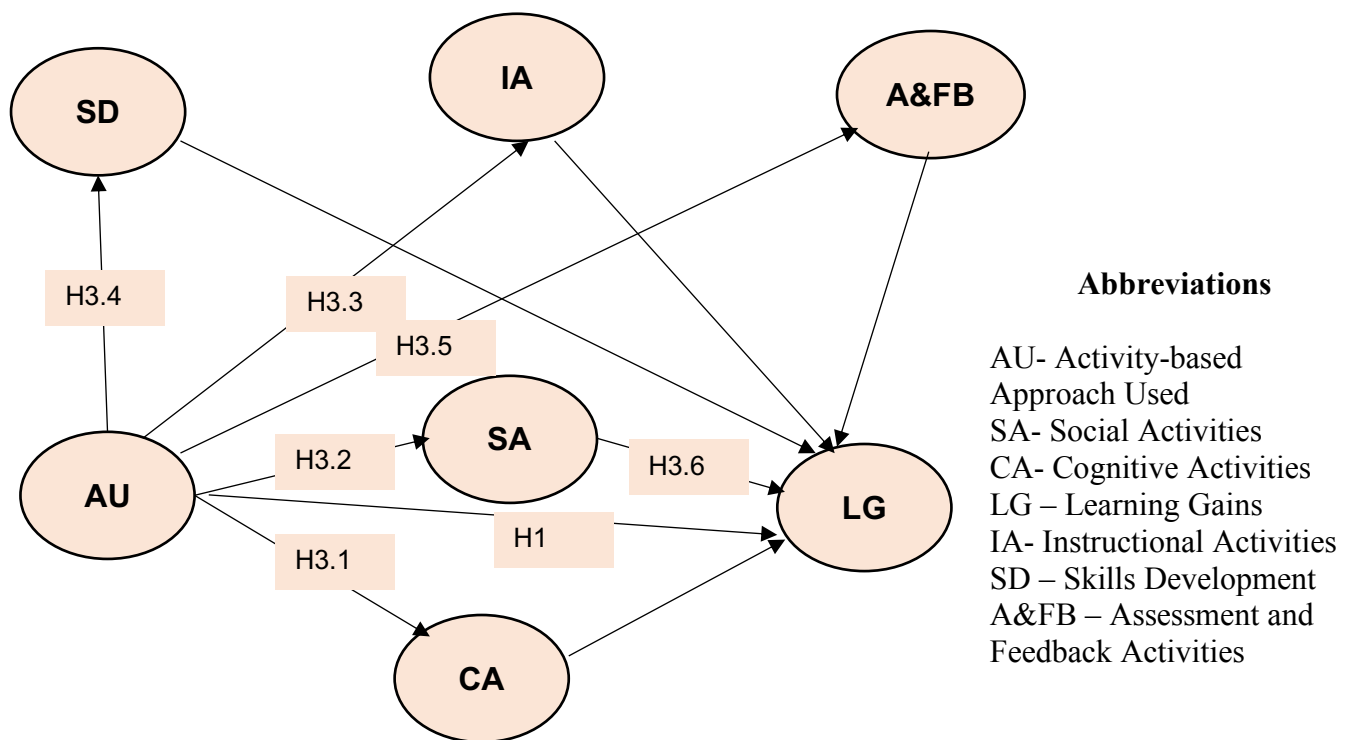 IA
SD
A&FB
H3.4
H3.3
H3.5
SA
H3.2
H3.6
AU
LG
H1
H3.1
CA
Abbreviations
AU- Activity-based
Approach Used
SA- Social Activities
CA- Cognitive Activities
LG – Learning Gains
IA- Instructional Activities
SD – Skills Development
A&FB – Assessment and
Feedback Activities